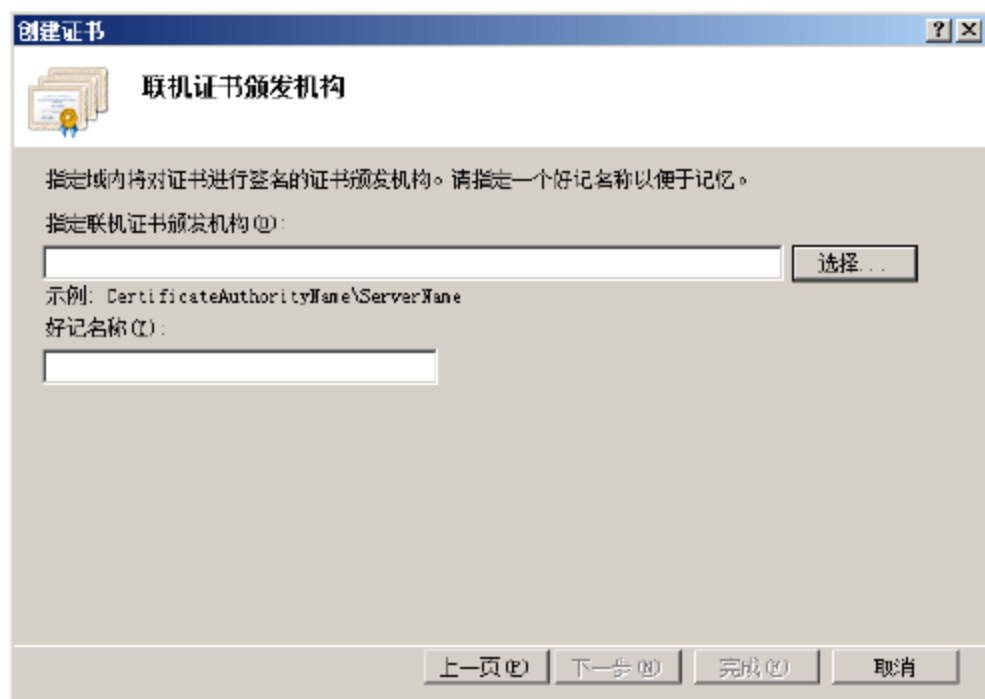 创建证书
联机证书颁发机构
指定域内将对证书进行签名的证书颁发机构。请指定一个好记名称以便于记忆。
指定联机证书颁发机构(O):
选择...
示例: CertificateAuthorityName\ServerName
好记名称(Y):
上一页(P) 下一步(N) 完成(F) 取消